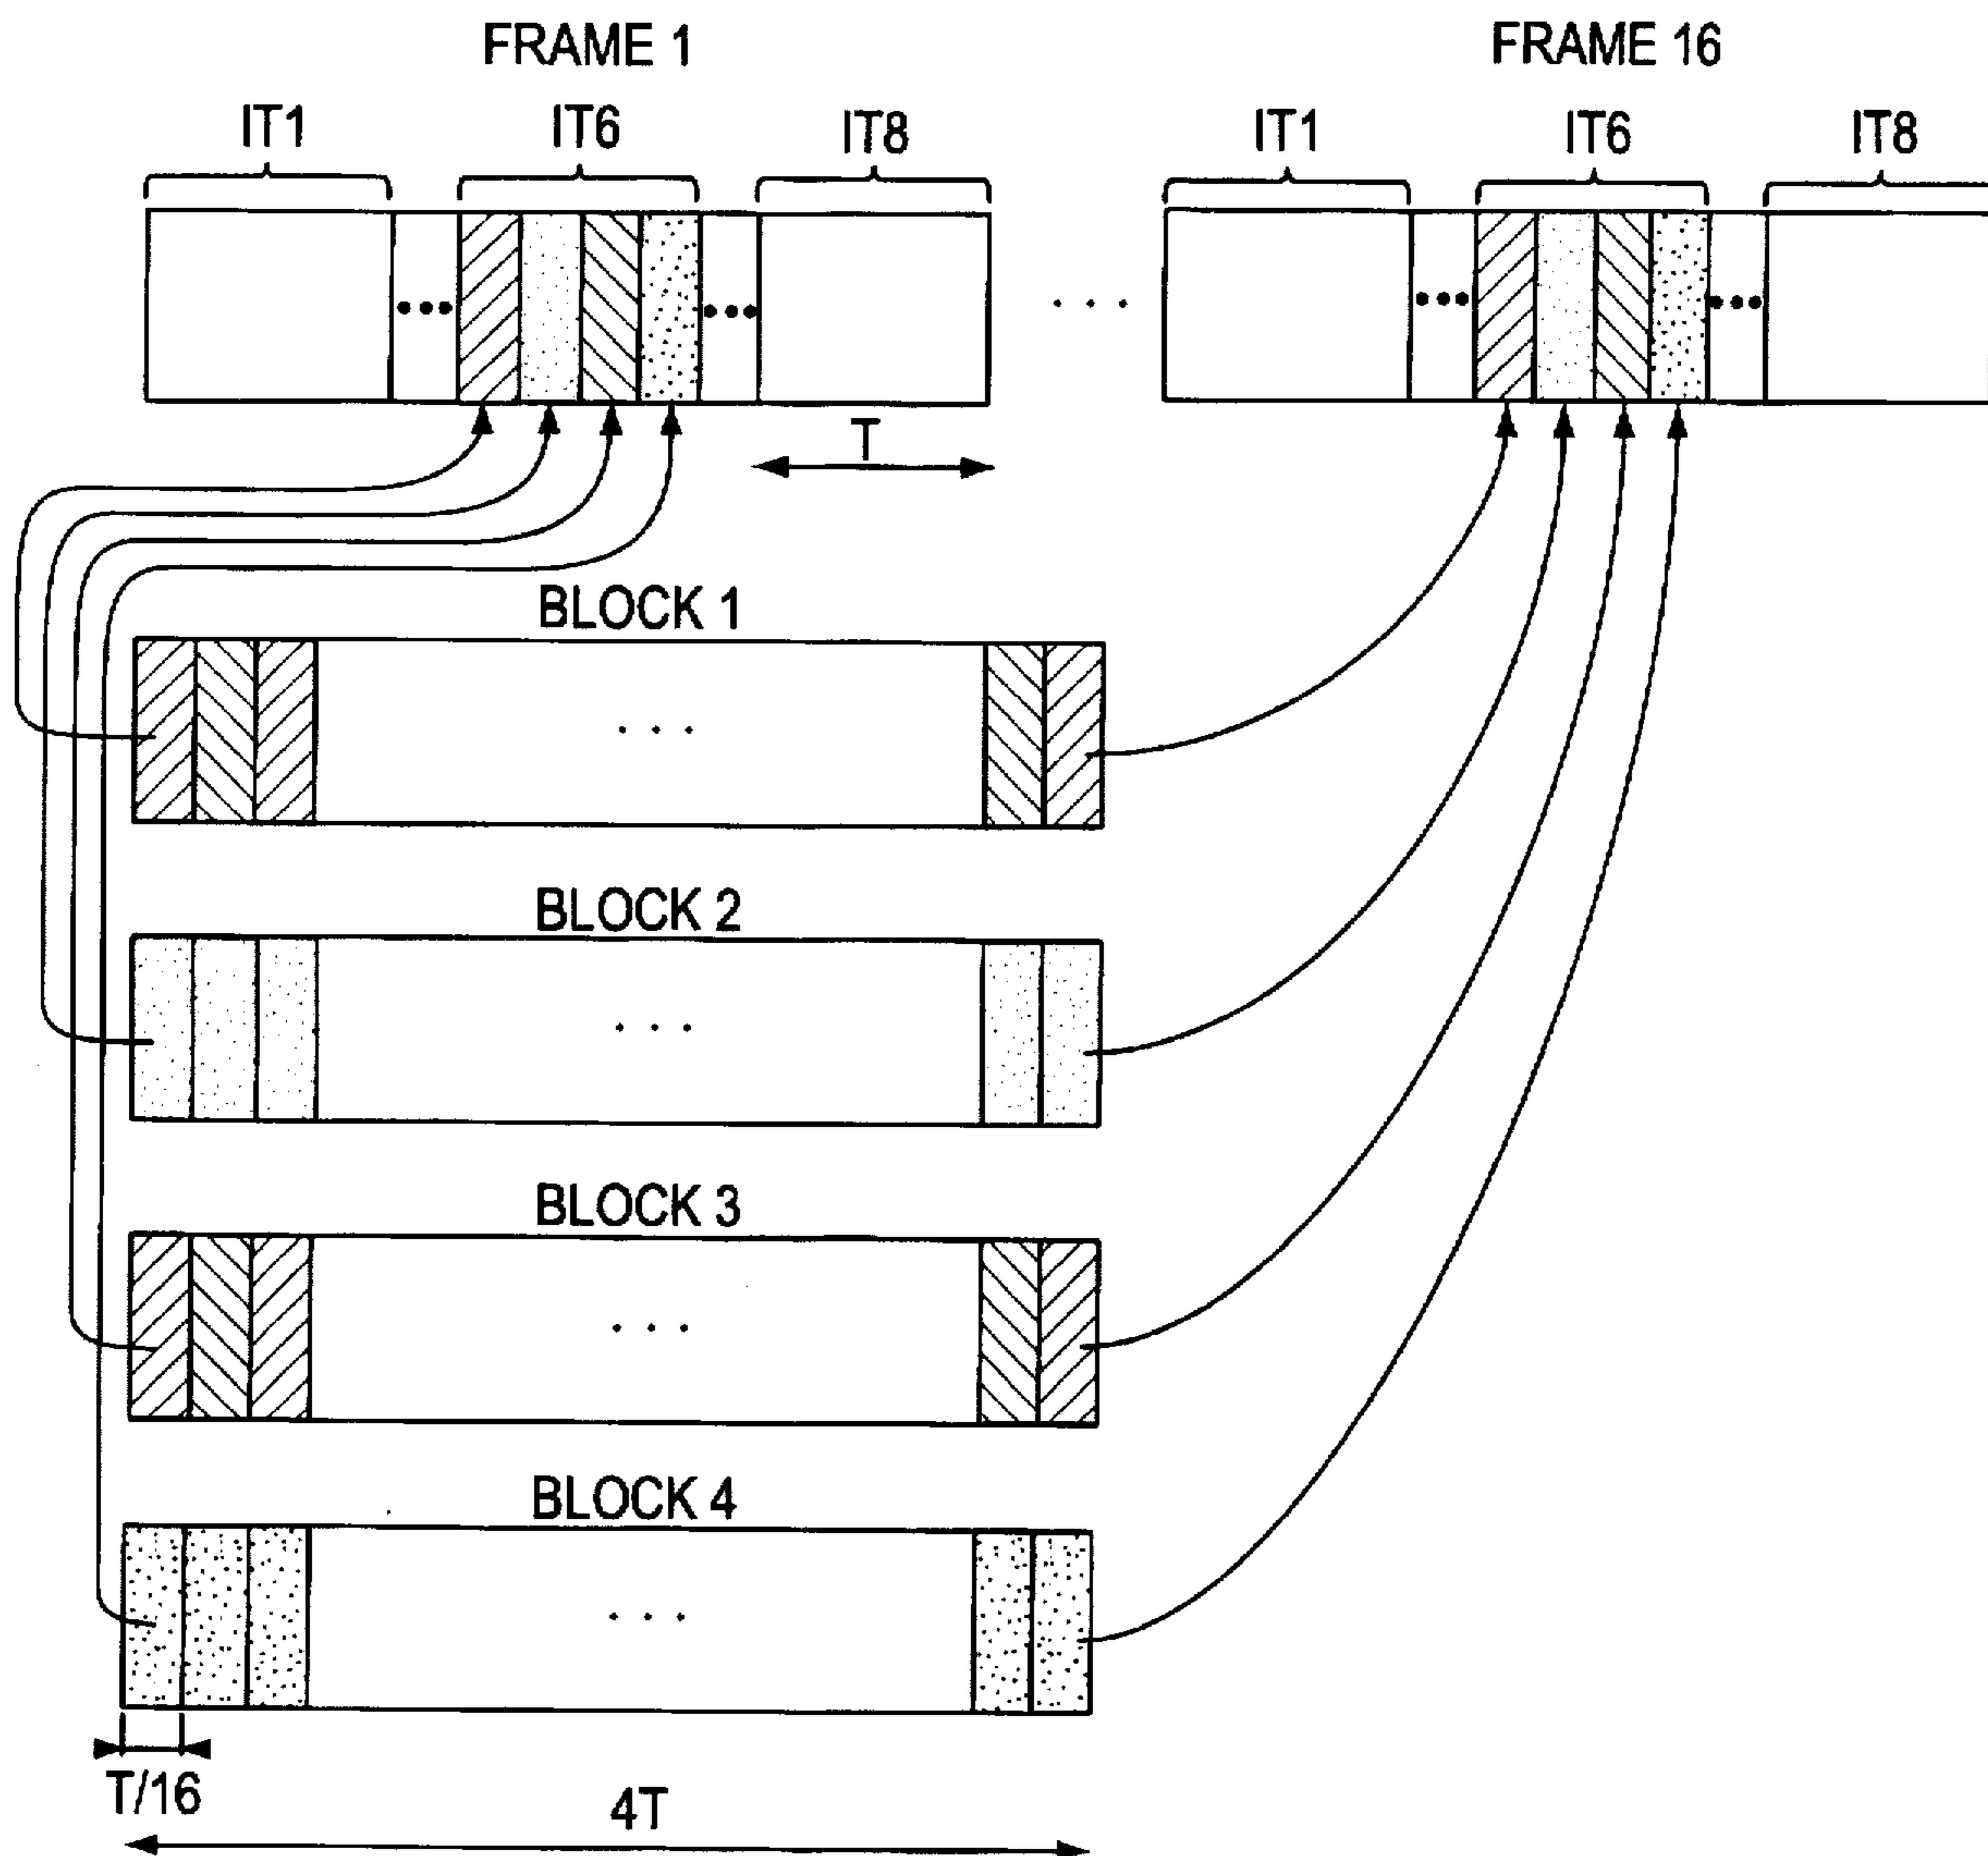 FRAME 1
FRAME 16
IT1
IT6
IT8
IT1
IT6
IT8
T
BLOCK 1
BLOCK 2
BLOCK 3
BLOCK 4
T/16
4T